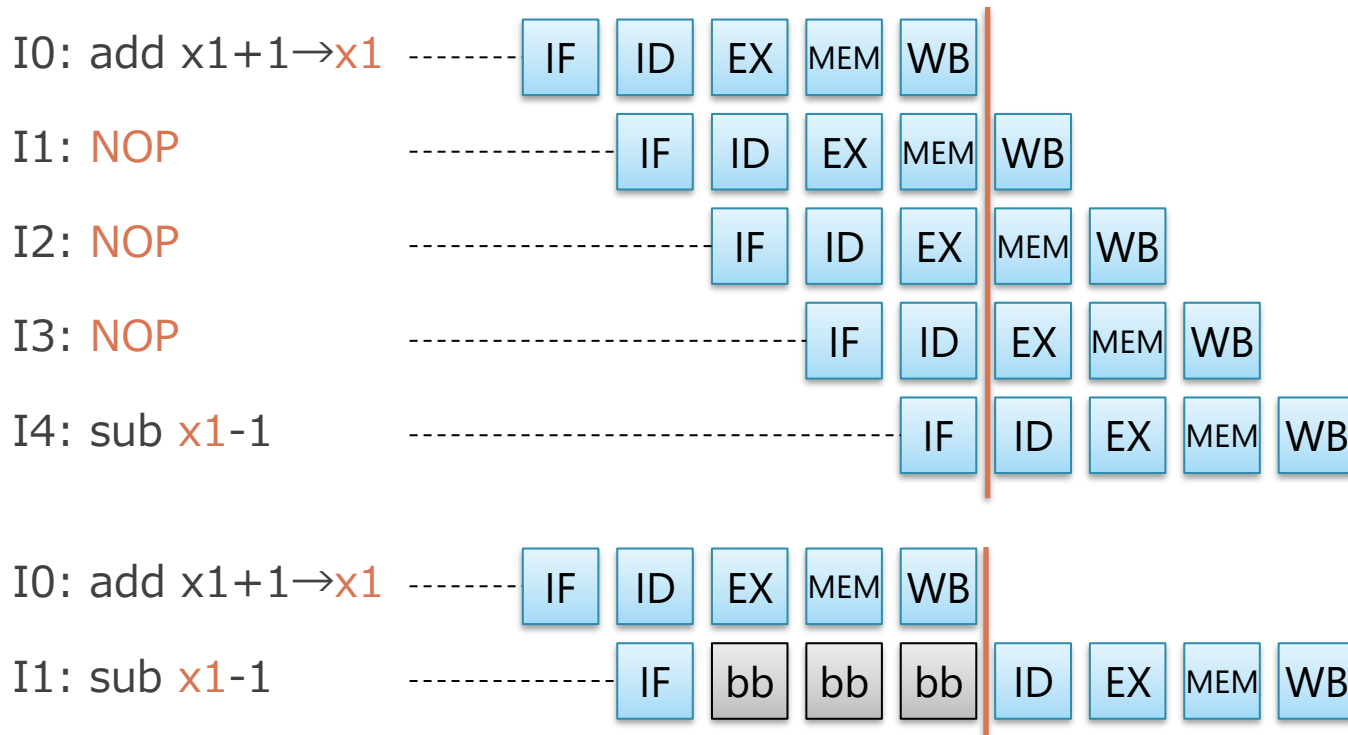 I0: add x1+1→x1 IF ID EX MEM WB
I1: NOP IF ID EX MEM WB
I2: NOP IF ID EX MEM WB
I3: NOP IF ID EX MEM WB
I4: sub x1-1 IF ID EX MEM WB
I0: add x1+1→x1 IF ID EX MEM WB
I1: sub x1-1 IF bb bb bb ID EX MEM WB